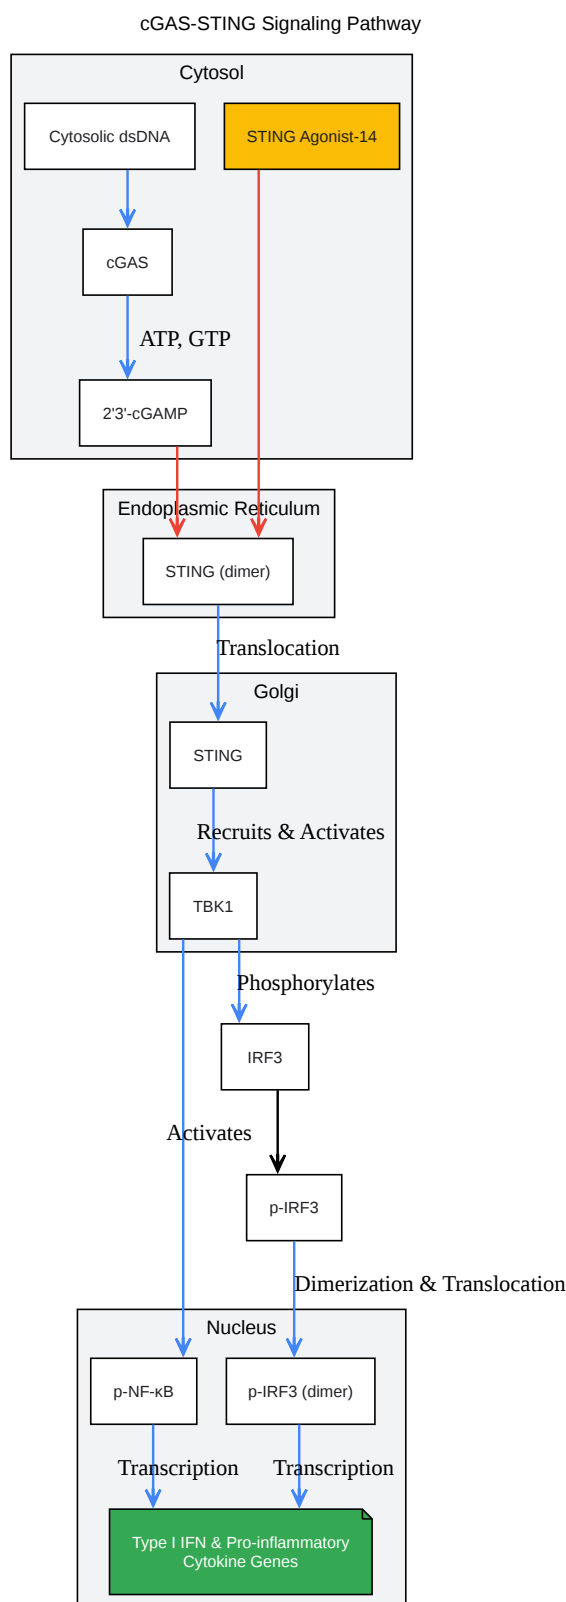 cGAS-STING Signaling Pathway
Cytosol
Cytosolic dsDNA
STING Agonist-14
cGAS
ATP, GTP
2'3'-cGAMP
Endoplasmic Reticulum
STING (dimer)
Translocation
Golgi
STING
Recruits & Activates
TBK1
Phosphorylates
IRF3
Activates
p-IRF3
Dimerization & Translocation
Nucleus
p-NF-κB
p-IRF3 (dimer)
Transcription
Transcription
Type I IFN & Pro-inflammatory
Cytokine Genes